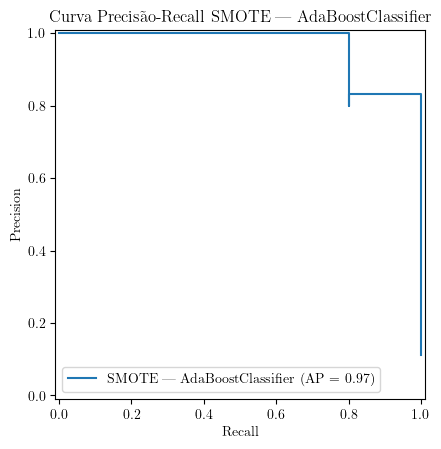 Curva Precisão-Recall SMOTE — AdaBoostClassifier
1.0
0.8
0.6
0.4
0.2
0.0
Precision
SMOTE — AdaBoostClassifier (AP = 0.97)
0.0 0.2 0.4 0.6 0.8 1.0
Recall